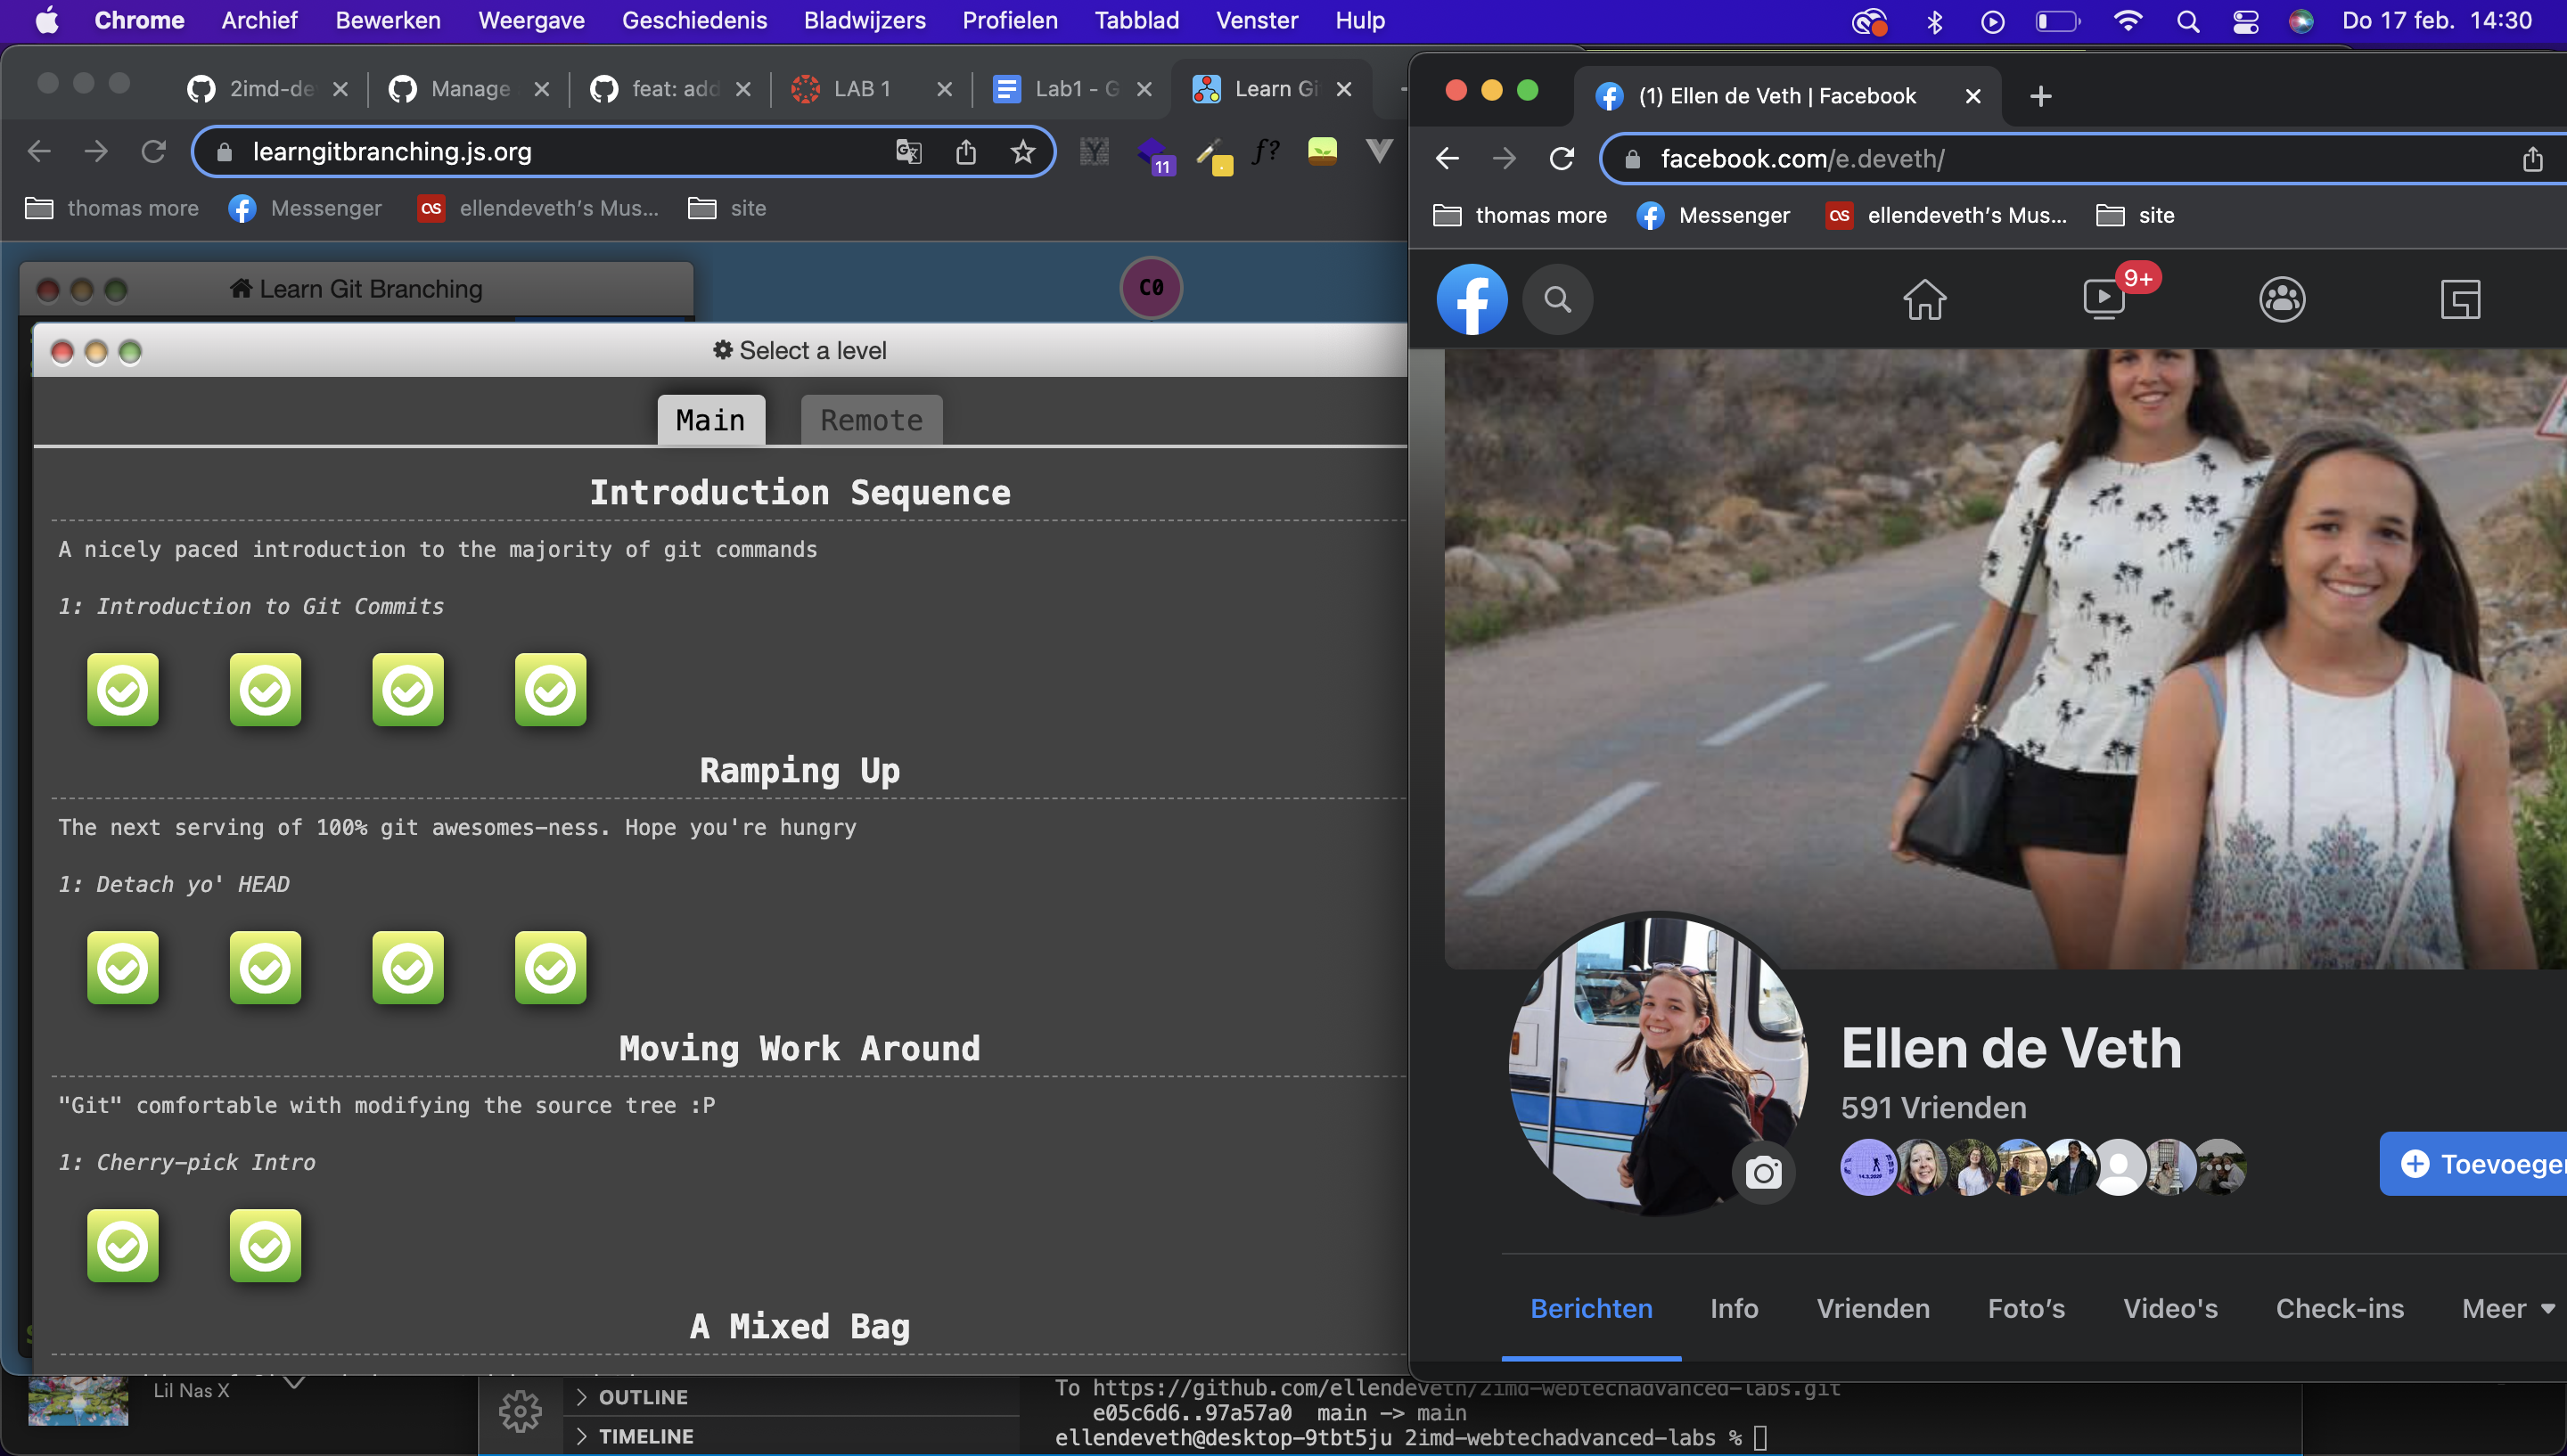 Chrome Archief Bewerken Weergave Geschiedenis Bladwijzers Profielen Tabblad Venster Hulp Do 17 feb. 14:30
2imd-de Manage feat: add LAB 1 Lab1 - G Learn Gi
learngitbranching.js.org
11
f?
thomas more Messenger ellendeveth's Mus... site
Learn Git Branching
C0
Select a level
Main Remote
Introduction Sequence
A nicely paced introduction to the majority of git commands
1: Introduction to Git Commits
Ramping Up
The next serving of 100% git awesomes-ness. Hope you're hungry
1: Detach yo' HEAD
Moving Work Around
"Git" comfortable with modifying the source tree :P
1: Cherry-pick Intro
A Mixed Bag
Lil Nas X
OUTLINE
TIMELINE
To https://github.com/ellendeveth/2imd-webtechadvanced-labs.git
e05c6d6..97a57a0 main -> main
ellendeveth@desktop-9tbt5ju 2imd-webtechadvanced-labs %
(1) Ellen de Veth | Facebook
facebook.com/e.deveth/
thomas more Messenger ellendeveth's Mus... site
9+
Ellen de Veth
591 Vrienden
Toevoegen
Berichten Info Vrienden Foto's Video's Check-ins Meer